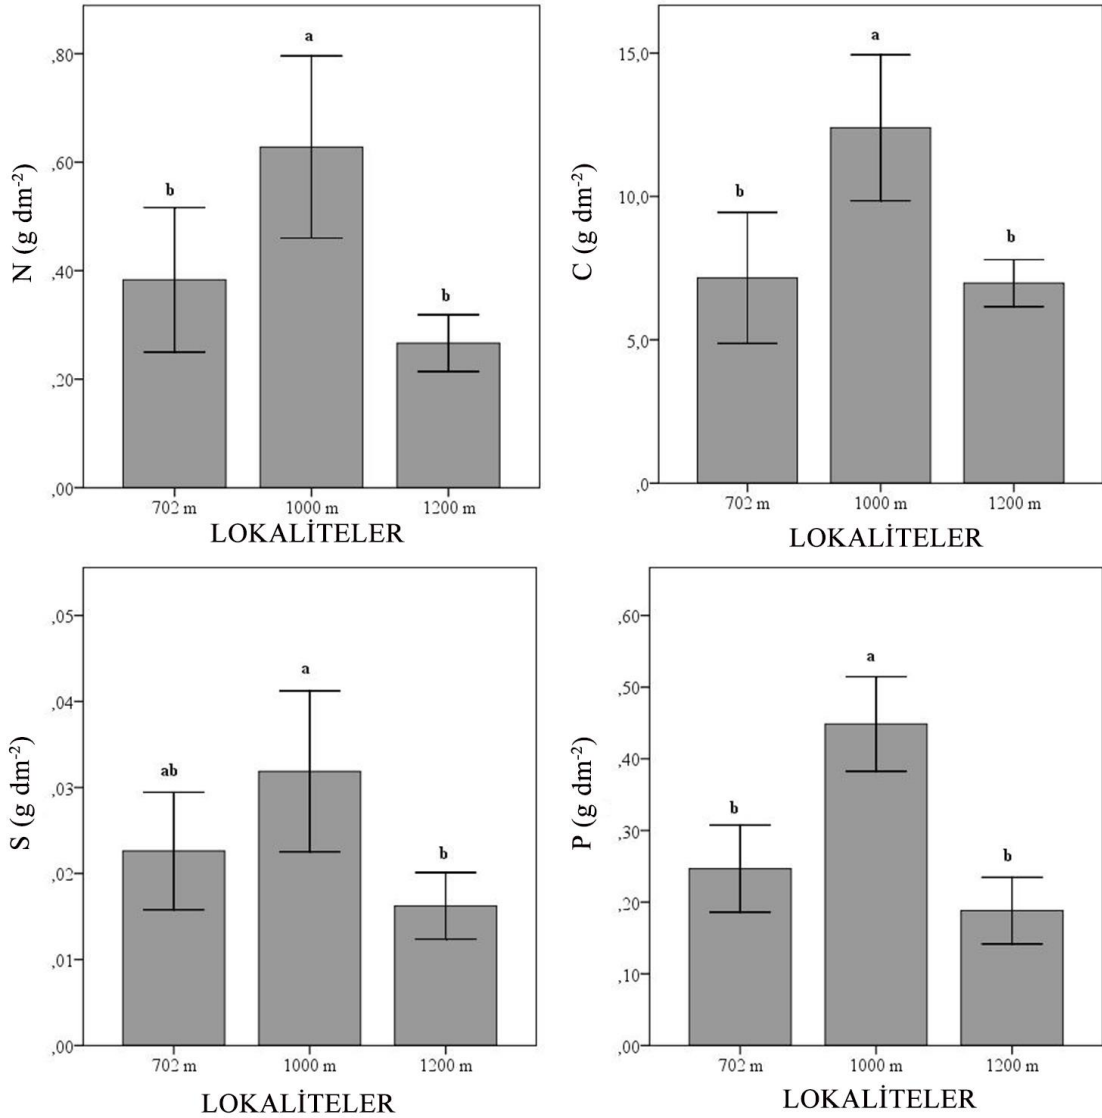 N (g dm-2)
,80
,60
,40
,20
,00
b
a
b
702 m
1000 m
1200 m
LOKALİTELER
C (g dm-2)
15,0
10,0
5,0
,0
b
a
b
702 m
1000 m
1200 m
LOKALİTELER
S (g dm-2)
,05
,04
,03
,02
,01
,00
ab
a
b
702 m
1000 m
1200 m
LOKALİTELER
P (g dm-2)
,60
,50
,40
,30
,20
,10
,00
b
a
b
702 m
1000 m
1200 m
LOKALİTELER